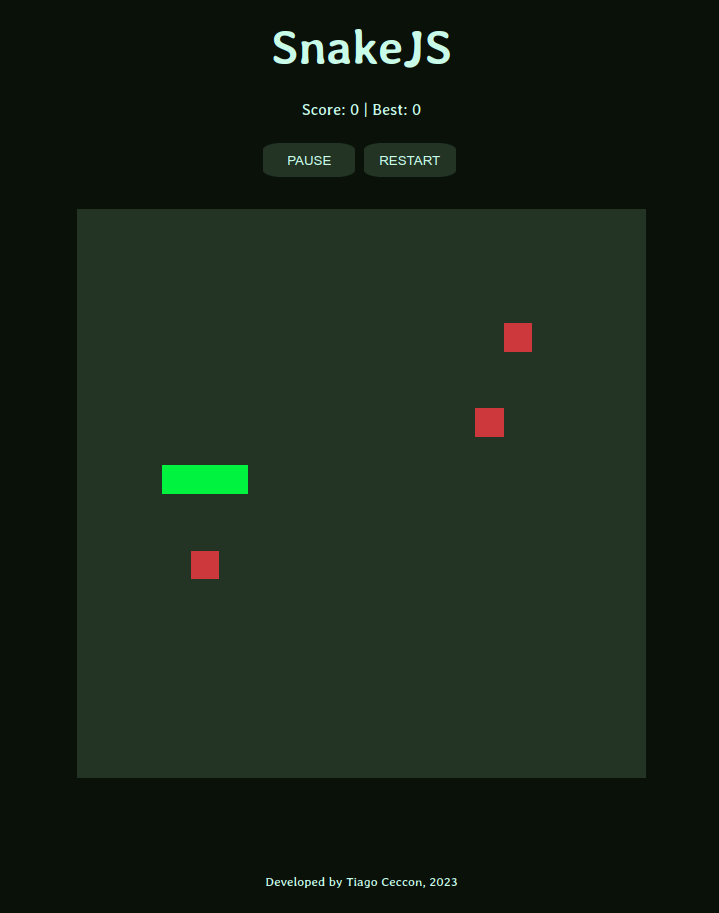 SnakeJS
Score: 0 | Best: 0
PAUSE
RESTART
Developed by Tiago Ceccon, 2023